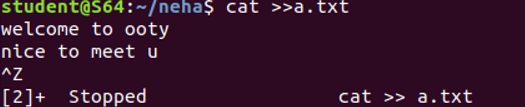 student@S64:~/neha$ cat >>a.txt
welcome to ooty
nice to meet u
^Z
[2]+  Stopped                 cat >> a.txt